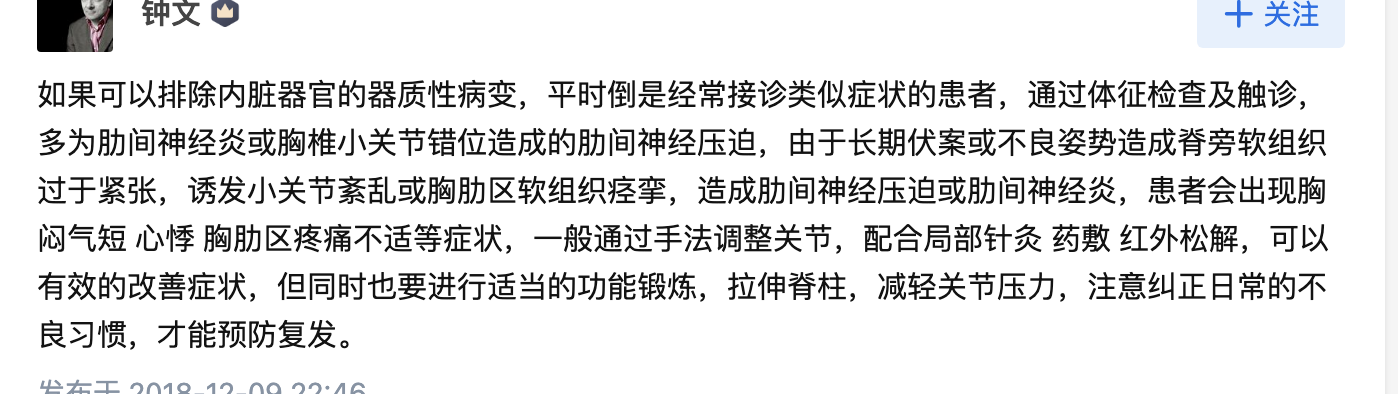 钟文
关注
如果可以排除内脏器官的器质性病变，平时倒是经常接诊类似症状的患者，通过体征检查及触诊，
多为肋间神经炎或胸椎小关节错位造成的肋间神经压迫，由于长期伏案或不良姿势造成脊旁软组织
过于紧张，诱发小关节紊乱或胸肋区软组织痉挛，造成肋间神经压迫或肋间神经炎，患者会出现胸
闷气短 心悸 胸肋区疼痛不适等症状，一般通过手法调整关节，配合局部针灸 药敷 红外松解，可以
有效的改善症状，但同时也要进行适当的功能锻炼，拉伸脊柱，减轻关节压力，注意纠正日常的不
良习惯，才能预防复发。
发布于 2018-12-09 22:46